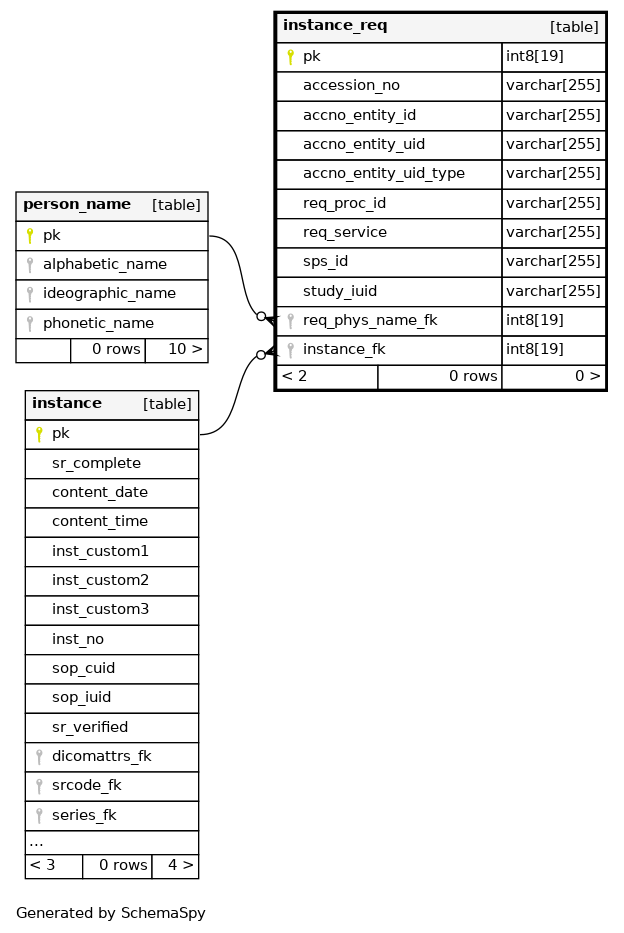 instance_req [table]
pk int8[19]
accession_no varchar[255]
accno_entity_id varchar[255]
accno_entity_uid varchar[255]
accno_entity_uid_type varchar[255]
req_proc_id varchar[255]
req_service varchar[255]
sps_id varchar[255]
study_iuid varchar[255]
req_phys_name_fk int8[19]
instance_fk int8[19]
< 2 0 rows 0 >
person_name [table]
pk
alphabetic_name
ideographic_name
phonetic_name
0 rows 10 >
instance [table]
pk
sr_complete
content_date
content_time
inst_custom1
inst_custom2
inst_custom3
inst_no
sop_cuid
sop_iuid
sr_verified
dicomattrs_fk
srcode_fk
series_fk
...
< 3 0 rows 4 >
Generated by SchemaSpy